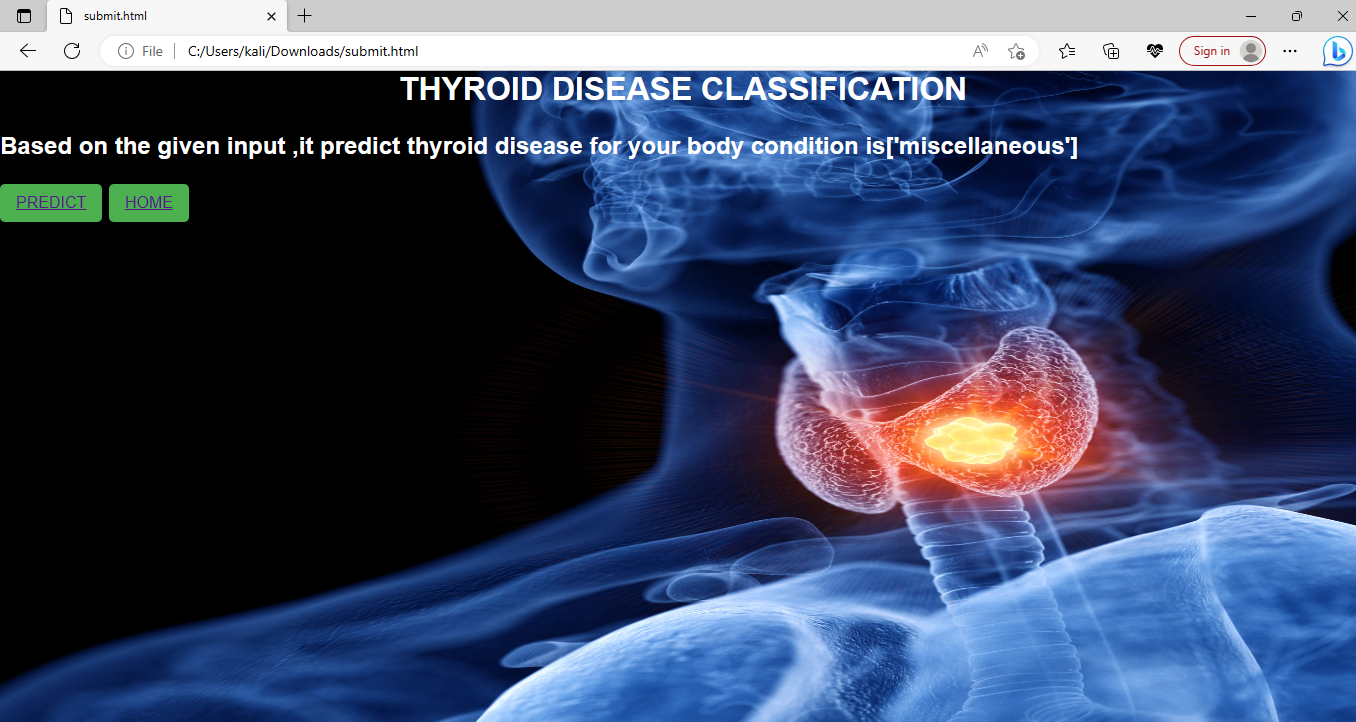 submit.html
File
C:/Users/kali/Downloads/submit.html
Sign in
THYROID DISEASE CLASSIFICATION
Based on the given input ,it predict thyroid disease for your body condition is['miscellaneous']
PREDICT
HOME